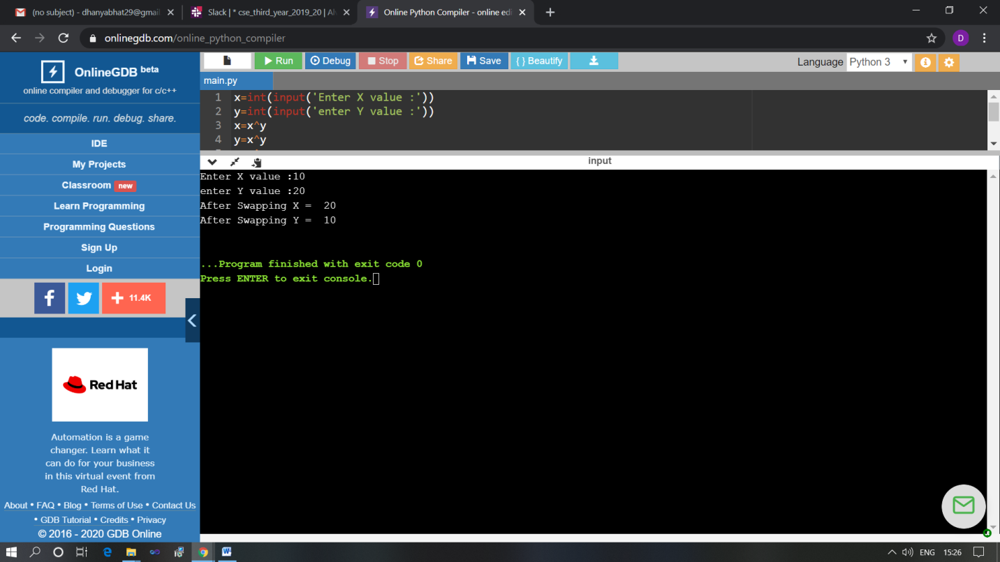 (no subject) - dhanyabhat29@gmail
Slack | * cse_third_year_2019_20 | Al
Online Python Compiler - online edi
onlinegdb.com/online_python_compiler
D
OnlineGDB beta
online compiler and debugger for c/c++
code. compile. run. debug. share.
IDE
My Projects
Classroom new
Learn Programming
Programming Questions
Sign Up
Login
f
+ 11.4K
Red Hat
Automation is a game
changer. Learn what it
can do for your business
in this virtual event from
Red Hat.
About • FAQ • Blog • Terms of Use • Contact Us
• GDB Tutorial • Credits • Privacy
© 2016 - 2020 GDB Online
Run Debug Stop Share Save { } Beautify
Language Python 3
main.py
1 x=int(input('Enter X value :'))
2 y=int(input('enter Y value :'))
3 x=x^y
4 y=x^y
input
Enter X value :10
enter Y value :20
After Swapping X =  20
After Swapping Y =  10
...Program finished with exit code 0
Press ENTER to exit console.
ENG 15:26